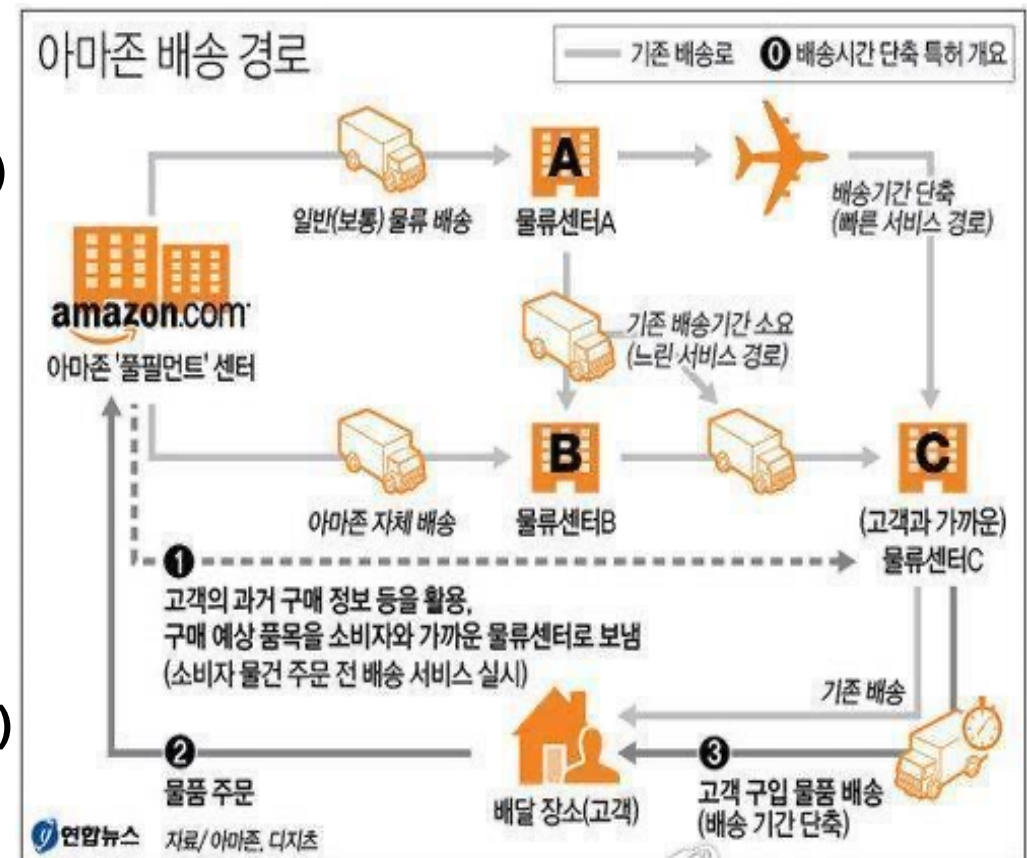 아마존 배송 경로
기존 배송로
0 배송시간 단축 특허 개요
)
A
일반(보통) 물류 배송
물류센터A
배송기간 단축
(빠른 서비스 경로)
amazon.com
아마존 '풀필먼트' 센터
기존 배송기간 소요
(느린 서비스 경로)
B
C
아마존 자체 배송
물류센터B
(고객과 가까운)
물류센터C
1
고객의 과거 구매 정보 등을 활용,
구매 예상 품목을 소비자와 가까운 물류센터로 보냄
(소비자 물건 주문 전 배송 서비스 실시)
기존 배송
)
2
물품 주문
배달 장소(고객)
3
고객 구입 물품 배송
(배송 기간 단축)
연합뉴스
자료/ 아마존, 디지츠